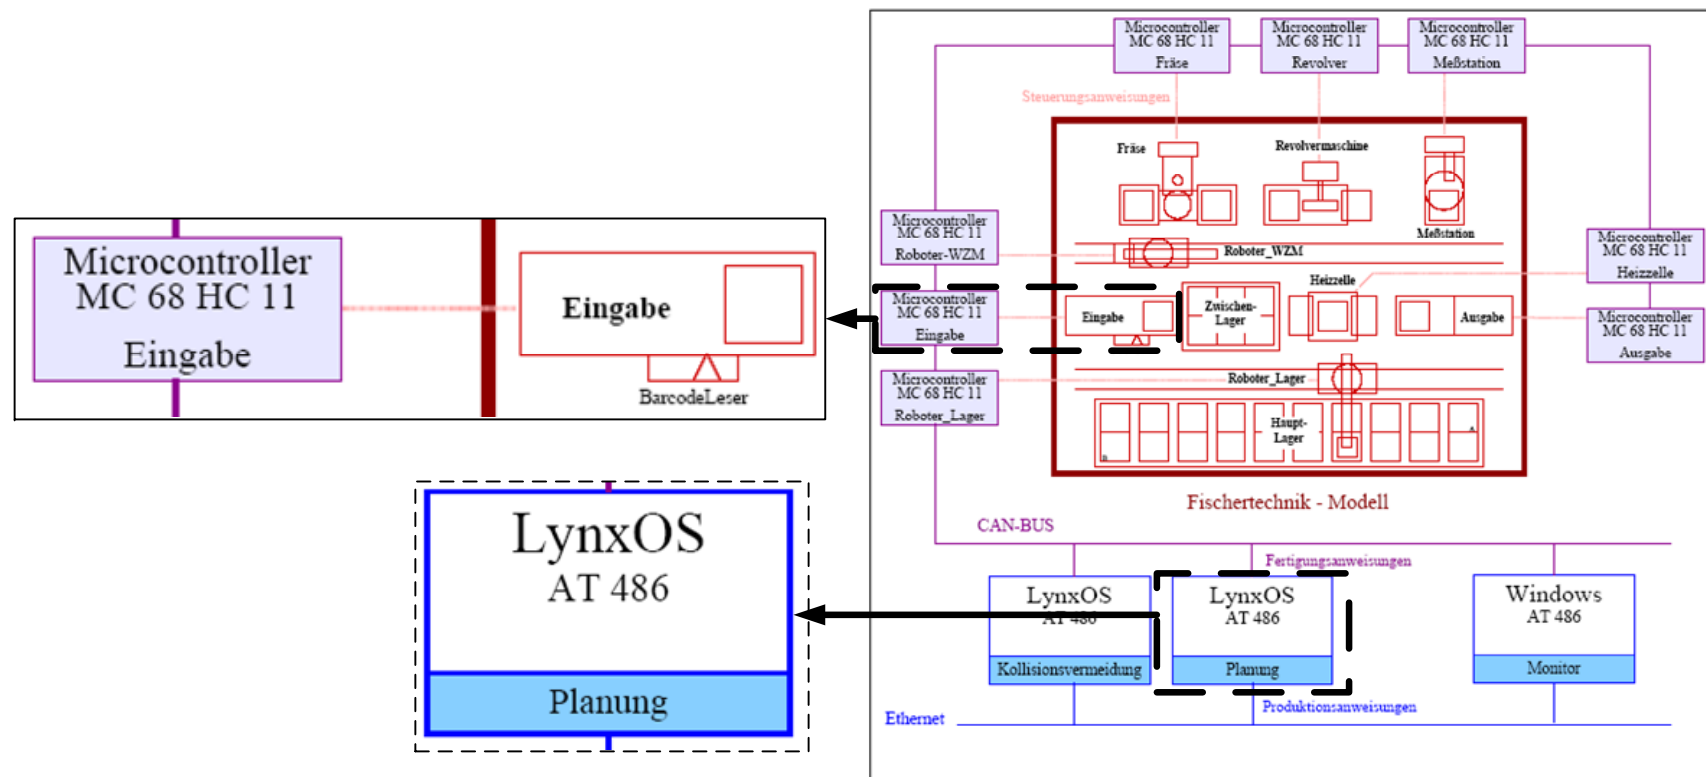 Microcontroller
MC 68 HC 11
Fräse
Microcontroller
MC 68 HC 11
Revolver
Microcontroller
MC 68 HC 11
Meßstation
Steuerungsanweisungen
Fräse
Revolvermaschine
Meßstation
Microcontroller
MC 68 HC 11
Roboter-WZM
Roboter_WZM
Microcontroller
MC 68 HC 11
Heizzelle
Heizzelle
Microcontroller
MC 68 HC 11
Eingabe
Eingabe
Zwischen-
Lager
Ausgabe
Microcontroller
MC 68 HC 11
Ausgabe
Microcontroller
MC 68 HC 11
Roboter_Lager
Roboter_Lager
Haupt-
Lager
A
B
Fischertechnik - Modell
CAN-BUS
Fertigungsanweisungen
LynxOS
AT 486
Kollisionsvermeidung
LynxOS
AT 486
Planung
Windows
AT 486
Monitor
Produktionsanweisungen
Ethernet
Microcontroller
MC 68 HC 11
Eingabe
Eingabe
BarcodeLeser
LynxOS
AT 486
Planung